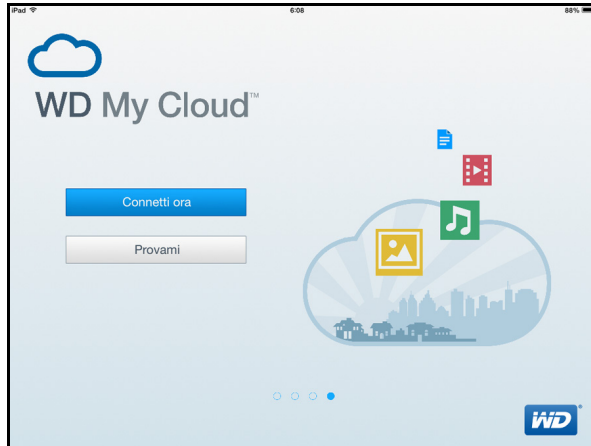 iPad 6:08 88%
WD My Cloud™
Connetti ora
Provami
WD®